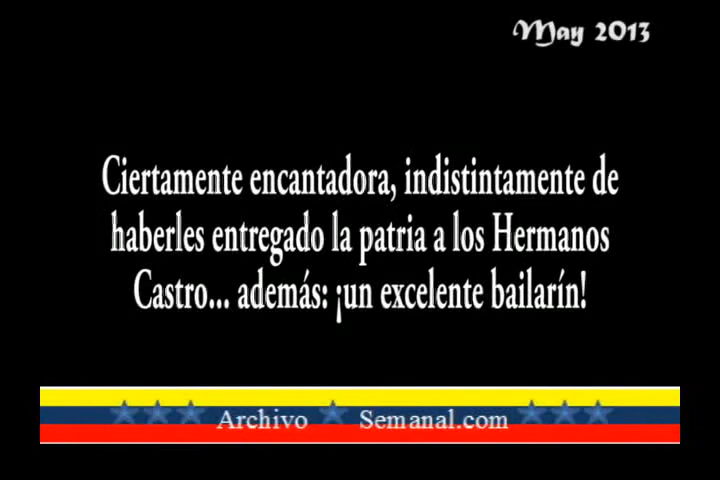 May 2013
Ciertamente encantadora, indistintamente de
haberles entregado la patria a los Hermanos
Castro... además: ¡un excelente bailarín!
Archivo Semanal.com